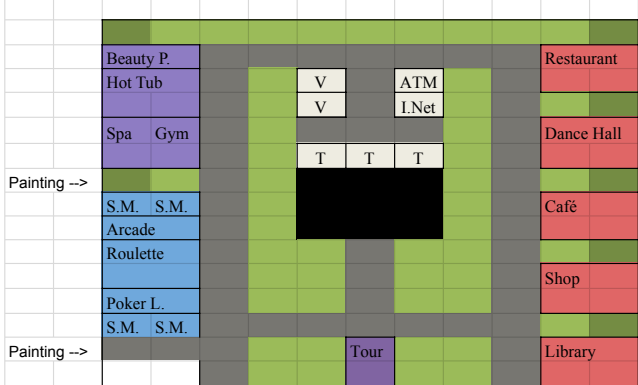 Beauty P. Restaurant
Hot Tub V ATM
V I.Net
Spa Gym Dance Hall
T T T
Painting -->
S.M. S.M. Café
Arcade
Roulette
Shop
Poker L.
S.M. S.M.
Painting --> Tour Library